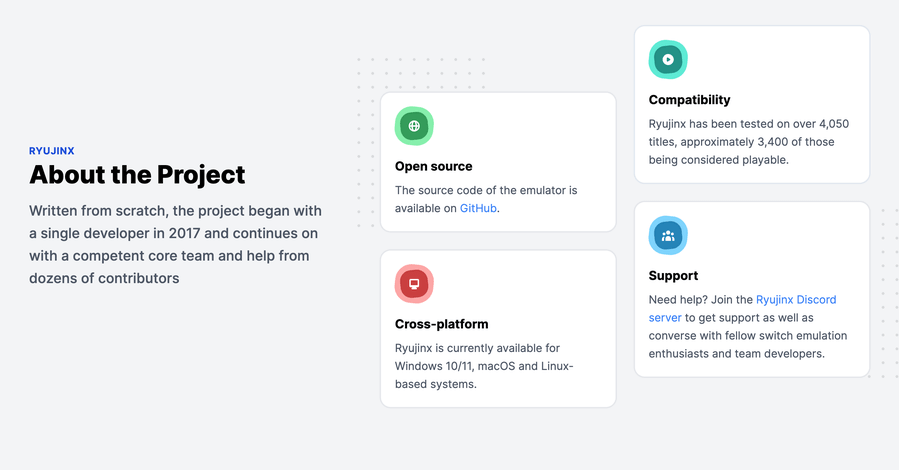 RYUJINX
About the Project
Written from scratch, the project began with
a single developer in 2017 and continues on
with a competent core team and help from
dozens of contributors
Open source
The source code of the emulator is
available on GitHub.
Cross-platform
Ryujinx is currently available for
Windows 10/11, macOS and Linux-
based systems.
Compatibility
Ryujinx has been tested on over 4,050
titles, approximately 3,400 of those
being considered playable.
Support
Need help? Join the Ryujinx Discord
server to get support as well as
converse with fellow switch emulation
enthusiasts and team developers.